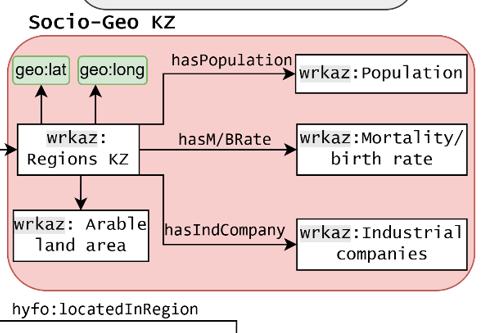 Socio-Geo KZ
geo:lat
geo:long
hasPopulation
wrkaz:Population
wrkaz:
Regions KZ
hasM/BRate
wrkaz:Mortality/
birth rate
wrkaz: Arable
land area
hasIndCompany
wrkaz:Industrial
companies
hyfo:locatedInRegion